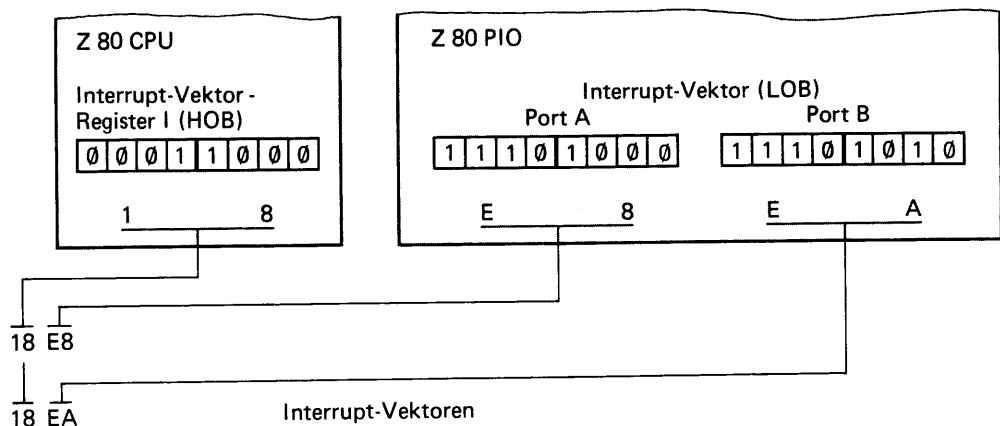 Z 80 CPU
Interrupt-Vektor-
Register I (HOB)
0 0 0 1 1 0 0 0
1 8
Z 80 PIO
Interrupt-Vektor (LOB)
Port A
Port B
1 1 1 0 1 0 0 0
1 1 1 0 1 0 1 0
E 8
E A
18 E8
18 EA
Interrupt-Vektoren